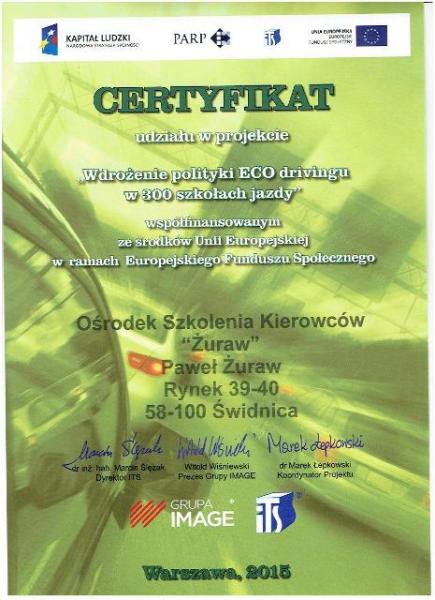 KAPITAŁ LUDZKI
NARODOWA STRATEGIA SPÓJNOŚCI
PARP
iTS
UNIA EUROPEJSKA
EUROPEJSKI
FUNDUSZ SPOŁECZNY
CERTYFIKAT
udziału w projekcie
„Wdrożenie polityki ECO drivingu
w 300 szkołach jazdy”
współfinansowanym
ze środków Unii Europejskiej
w ramach Europejskiego Funduszu Społecznego
Ośrodek Szkolenia Kierowców
“Żuraw”
Paweł Żuraw
Rynek 39-40
58-100 Świdnica
Marcin Ślęzak
Witold Wiśniewski
Marek Łepkowski
dr inż. hab. Marcin Ślęzak
Dyrektor ITS
Witold Wiśniewski
Prezes Grupy IMAGE
dr Marek Łepkowski
Koordynator Projektu
GRUPA
IMAGE
iTS
Warszawa, 2015